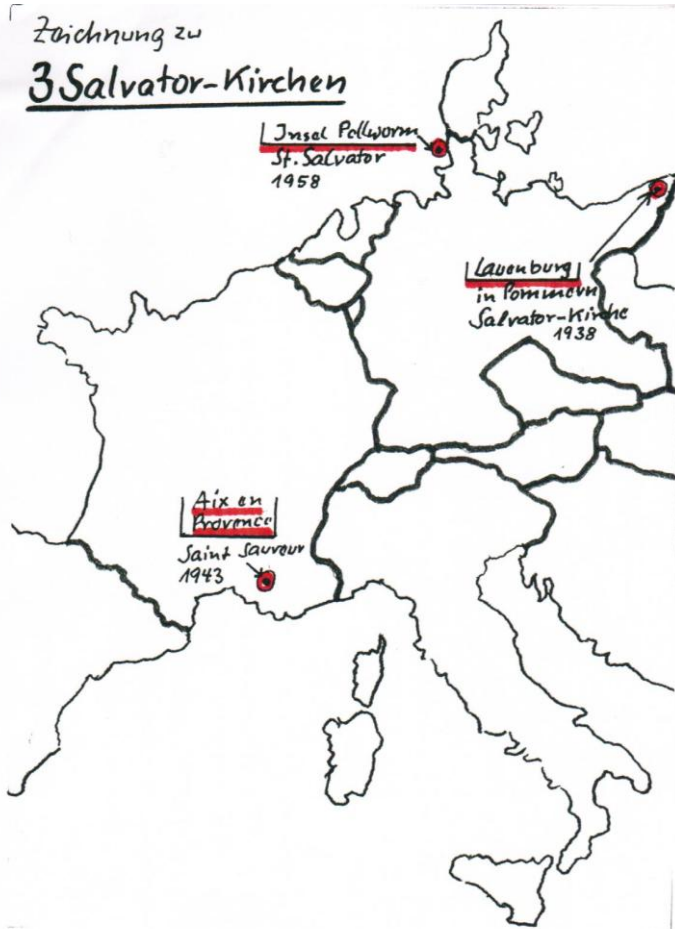 Zeichnung zu
3 Salvator-Kirchen
Insel Pellworm
St. Salvator
1958
Lauenburg
in Pommern
Salvator-Kirche
1938
Aix en
Provence
Saint Sauveur
1943